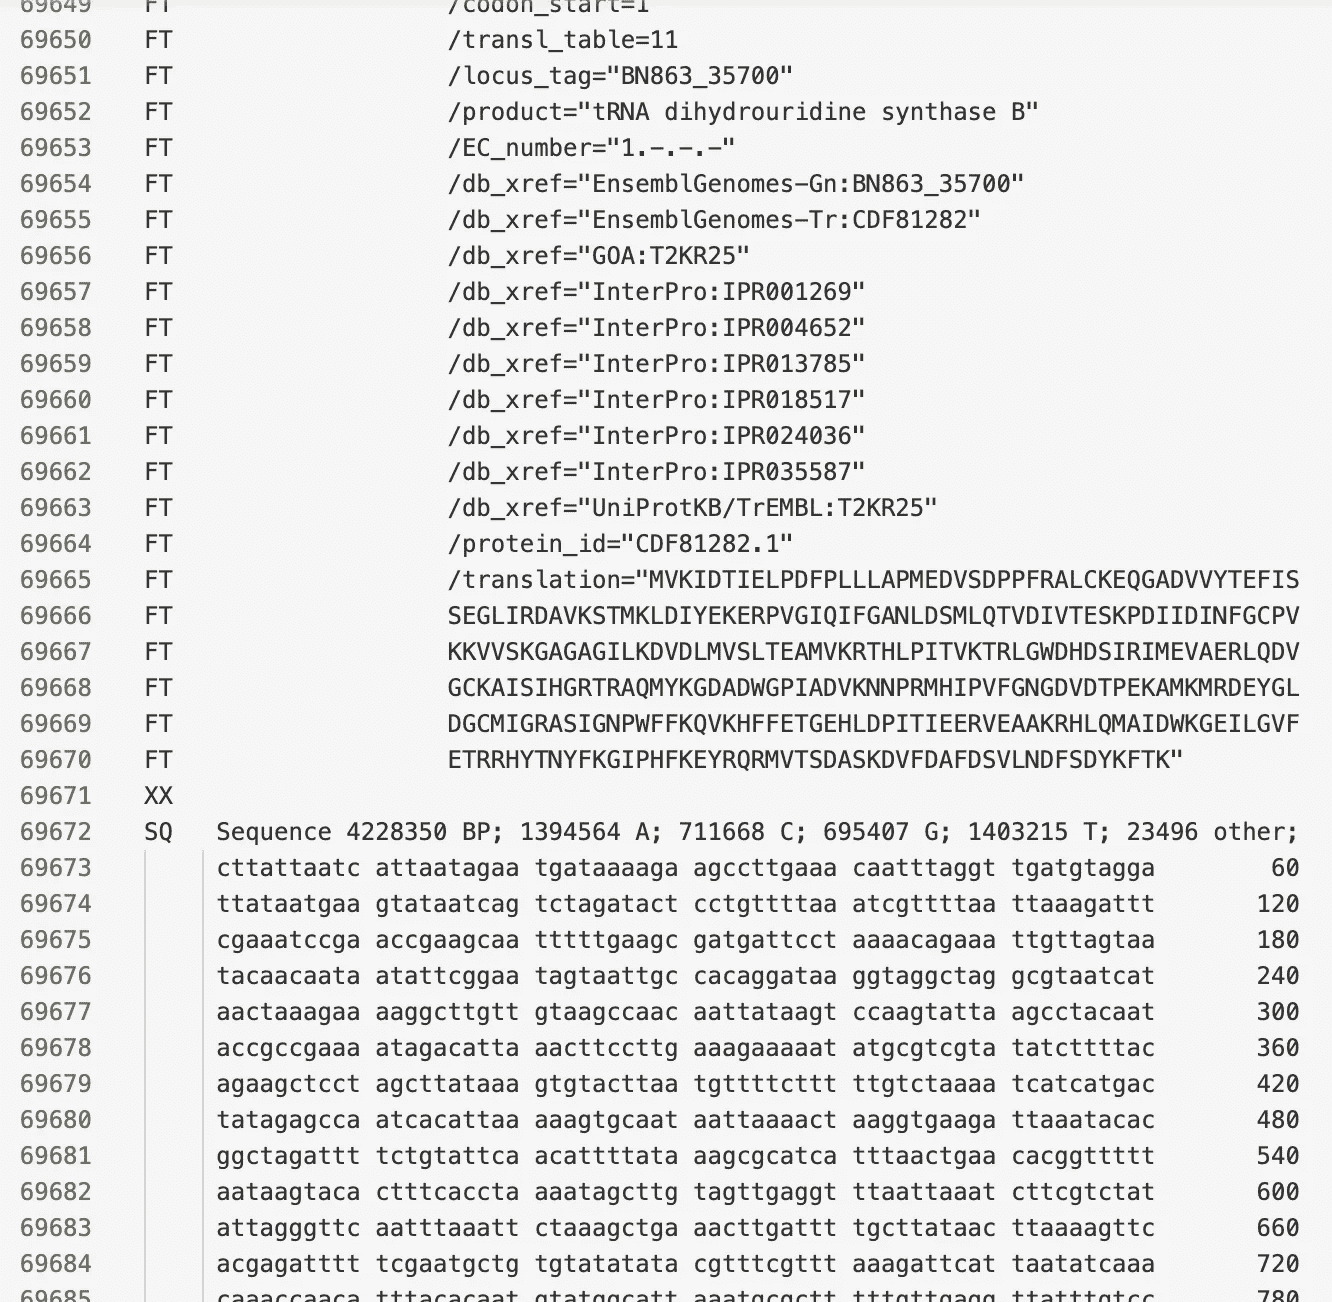 69649 FT /codon_start=1
69650 FT /transl_table=11
69651 FT /locus_tag="BN863_35700"
69652 FT /product="tRNA dihydrouridine synthase B"
69653 FT /EC_number="1.-.-.-"
69654 FT /db_xref="EnsemblGenomes-Gn:BN863_35700"
69655 FT /db_xref="EnsemblGenomes-Tr:CDF81282"
69656 FT /db_xref="GOA:T2KR25"
69657 FT /db_xref="InterPro:IPR001269"
69658 FT /db_xref="InterPro:IPR004652"
69659 FT /db_xref="InterPro:IPR013785"
69660 FT /db_xref="InterPro:IPR018517"
69661 FT /db_xref="InterPro:IPR024036"
69662 FT /db_xref="InterPro:IPR035587"
69663 FT /db_xref="UniProtKB/TrEMBL:T2KR25"
69664 FT /protein_id="CDF81282.1"
69665 FT /translation="MVKIDTIELPDFPLLLAPMEDVSDPPFRALCKEQGADVVYTEFIS
69666 FT SEGLIRDAVKSTMKLDIYEKERPVGIQIFGANLDSMLQTVDIVTESKPDIIDINFGCPV
69667 FT KKVVSKGAGAGILKDVDLMVSLTEAMVKRTHLPITVKTRLGWDHDSIRIMEVAERLQDV
69668 FT GCKAISIHGRTRAQMYKGDADWGPIADVKNNPRMHIPVFGNGDVDTPEKAMKMRDEYGL
69669 FT DGCMIGRASIGNPWFFKQVKHFFETGEHLDPITIEERVEAAKRHLQMAIDWKGEILGVF
69670 FT ETRRHYTNYFKGIPHFKEYRQRMVTSDASKDVFDAFDSVLNDFSDYKFTK"
69671 XX
69672 SQ Sequence 4228350 BP; 1394564 A; 711668 C; 695407 G; 1403215 T; 23496 other;
69673 cttattaatc attaatagaa tgataaaaga agccttgaaa caatttaggt tgatgtagga 60
69674 ttataatgaa gtataatcag tctagatact cctgttttaa atcgttttaa ttaaagattt 120
69675 cgaaatccga accgaagcaa tttttgaagc gatgattcct aaaacagaaa ttgttagtaa 180
69676 tacaacaata atattcggaa tagtaattgc cacaggataa ggtaggctag gcgtaatcat 240
69677 aactaaagaa aaggcttgtt gtaagccaac aattataagt ccaagtatta agcctacaat 300
69678 accgccgaaa atagacatta aacttccttg aaagaaaaat atgcgtcgta tatcttttac 360
69679 agaagctcct agcttataaa gtgtacttaa tgttttcttt ttgtctaaaa tcatcatgac 420
69680 tatagagcca atcacattaa aaagtgcaat aattaaaact aaggtgaaga ttaaatacac 480
69681 ggctagattt tctgtattca acattttata aagcgcatca tttaactgaa cacggttttt 540
69682 aataagtaca ctttcaccta aaatagcttg tagttgaggt ttaattaaat cttcgtctat 600
69683 attagggttc aatttaaatt ctaaagctga aacttgattt tgcttataac ttaaaagttc 660
69684 acgagatttt tcgaatgctg tgtatatata cgtttcgttt aaagattcat taatatcaaa 720
69685 caaaccaaca tttacacaat gtatggcatt aaatgcgctt tttgttgagg ttatttgtcc 780